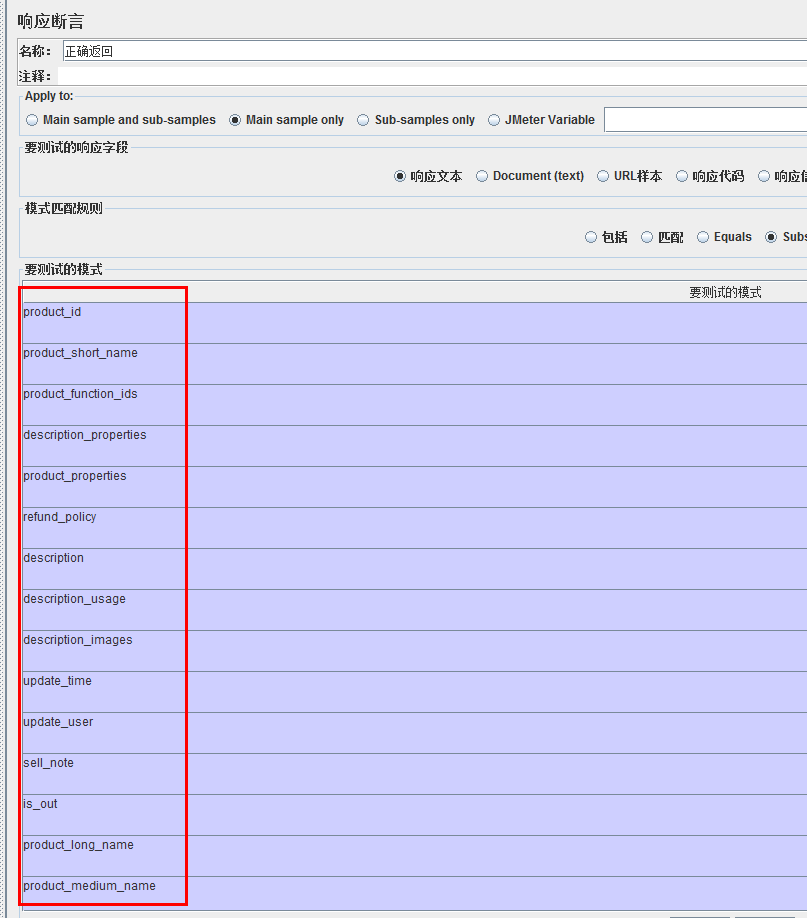 响应断言
名称： 正确返回
注释：
Apply to:
Main sample and sub-samples Main sample only Sub-samples only JMeter Variable
要测试的响应字段
响应文本 Document (text) URL样本 响应代码 响应
模式匹配规则
包括 匹配 Equals Subs
要测试的模式
要测试的模式
product_id
product_short_name
product_function_ids
description_properties
product_properties
refund_policy
description
description_usage
description_images
update_time
update_user
sell_note
is_out
product_long_name
product_medium_name